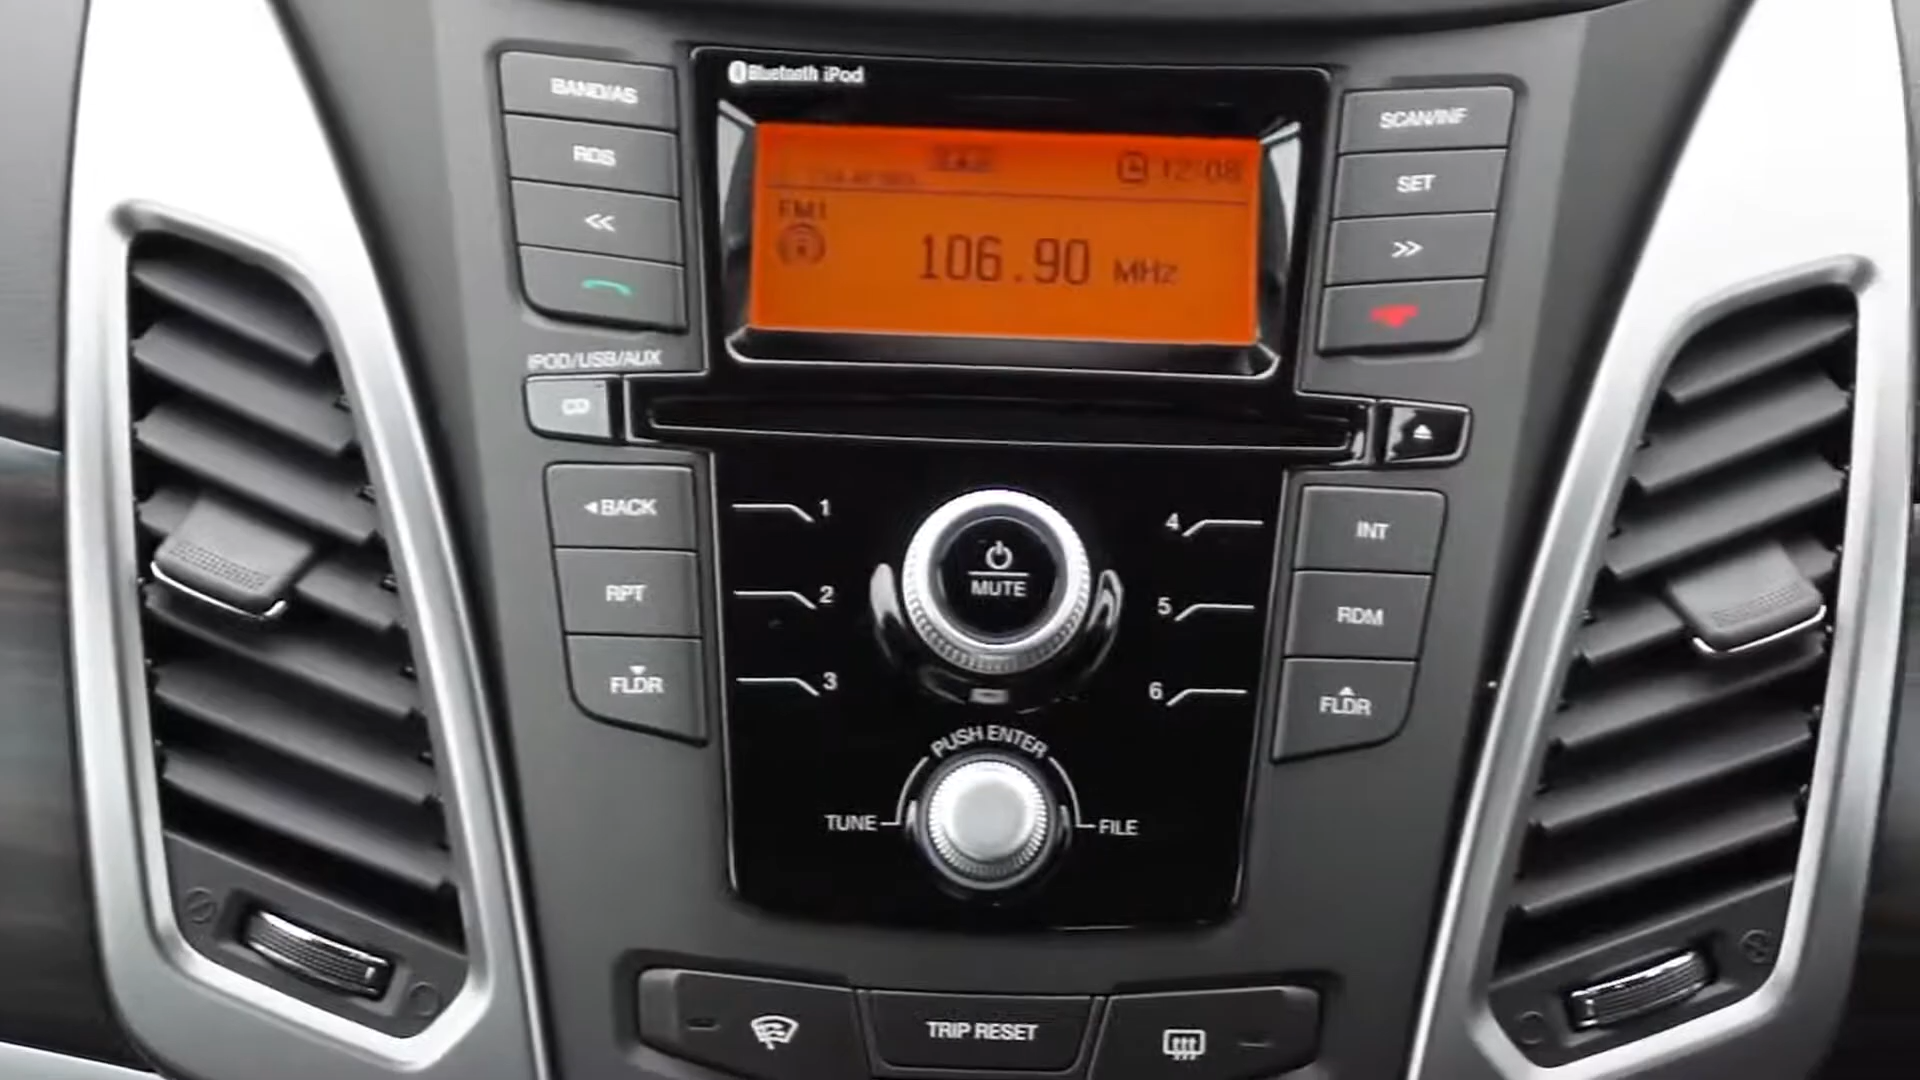 Bluetooth iPod
BAND/AS
SCAN/INF
RDS
SET
12:08
FM1
106.90 MHz
<<
>>
iPOD/USB/AUX
CD
◂BACK
1
4
INT
MUTE
RPT
2
5
RDM
FLDR
3
6
FLDR
PUSH ENTER
TUNE
FILE
TRIP RESET